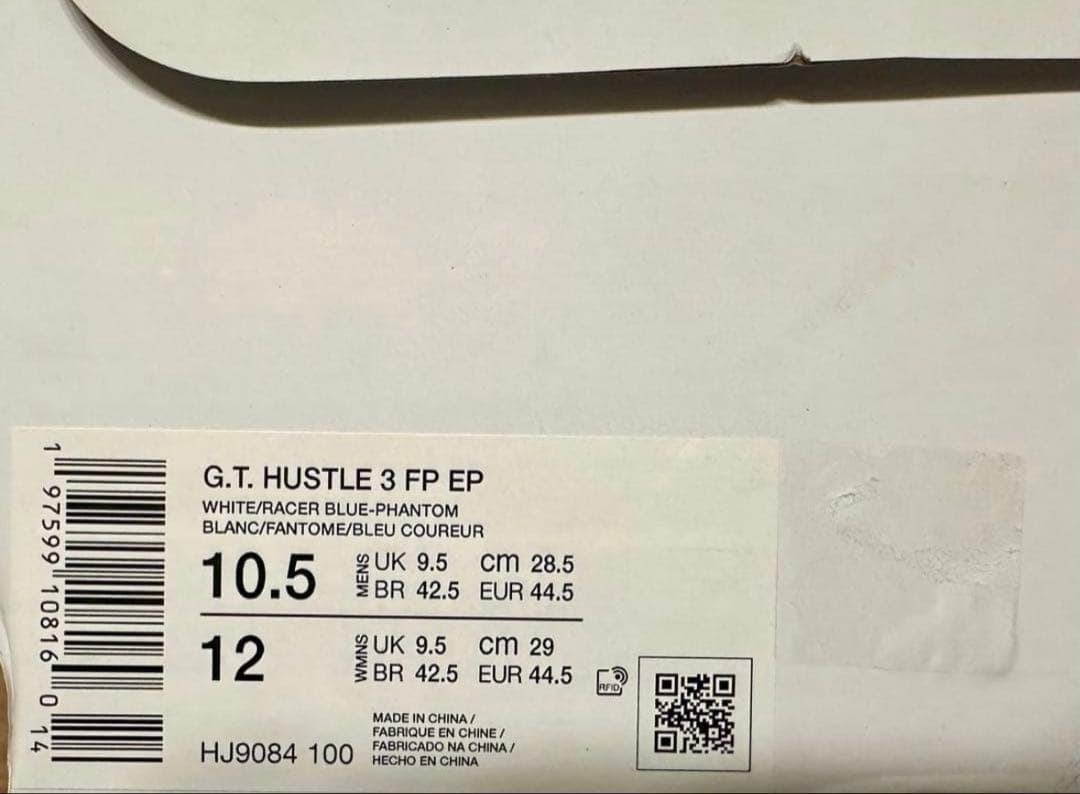 G.T. HUSTLE 3 FP EP
WHITE/RACER BLUE-PHANTOM
BLANC/FANTOME/BLEU COUREUR
10.5 MENS UK 9.5 cm 28.5
BR 42.5 EUR 44.5
12 WMNS UK 9.5 cm 29
BR 42.5 EUR 44.5
RFID
MADE IN CHINA /
FABRIQUE EN CHINE /
FABRICADO NA CHINA /
HECHO EN CHINA
HJ9084 100
1 97599 10816 0 14